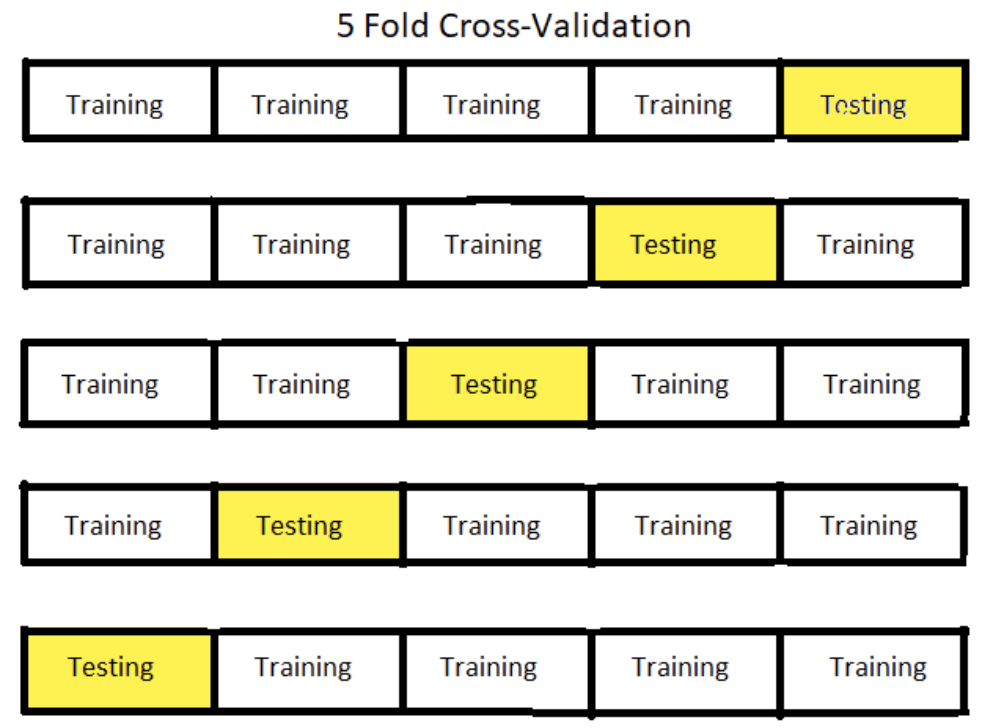 5 Fold Cross-Validation
Training Training Training Training Testing
Training Training Training Testing Training
Training Training Testing Training Training
Training Testing Training Training Training
Testing Training Training Training Training